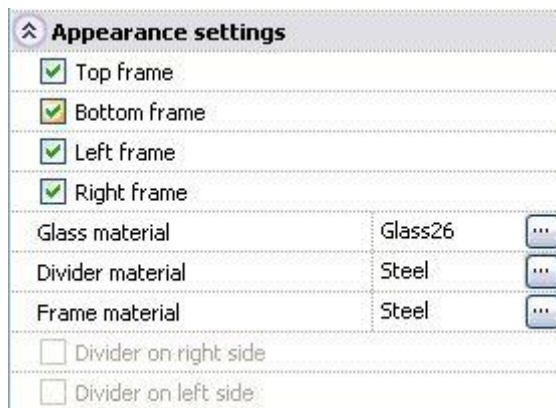 Appearance settings
Top frame
Bottom frame
Left frame
Right frame
Glass material Glass26 ...
Divider material Steel ...
Frame material Steel ...
Divider on right side
Divider on left side